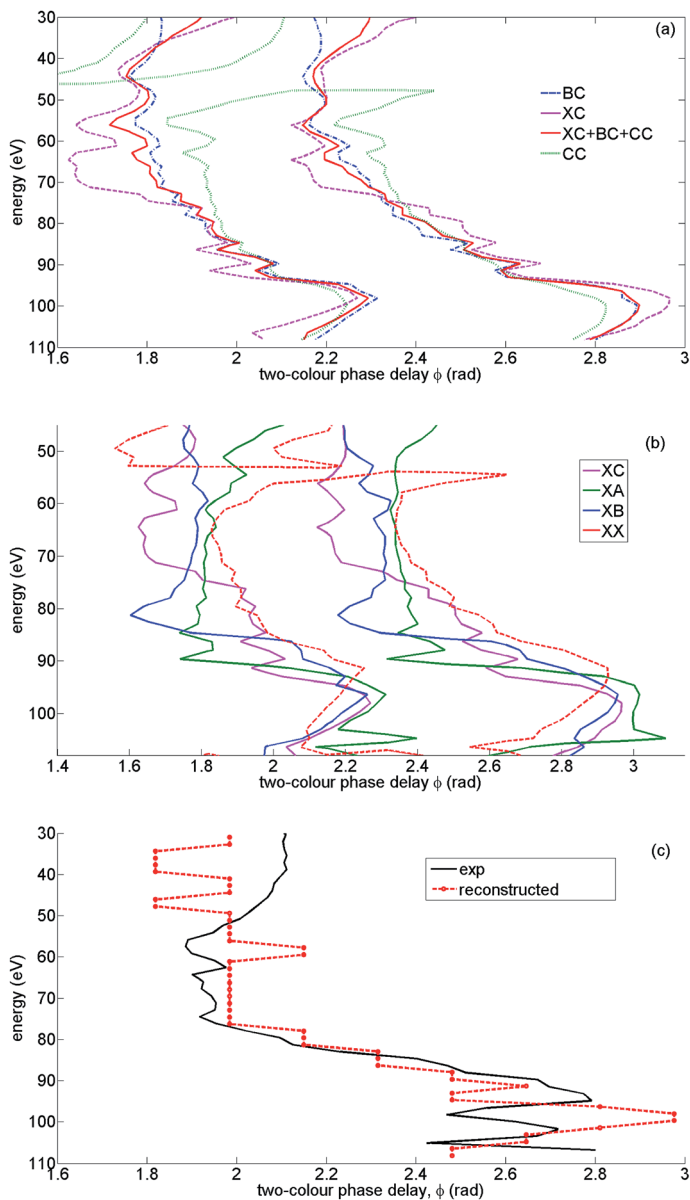 30
40
50
60
70
80
90
100
110
energy (eV)
(a)
BC
XC
XC+BC+CC
CC
1.6 1.8 2 2.2 2.4 2.6 2.8 3
two-colour phase delay ϕ (rad)
50
60
70
80
90
100
energy (eV)
(b)
XC
XA
XB
XX
1.4 1.6 1.8 2 2.2 2.4 2.6 2.8 3
two-colour phase delay ϕ (rad)
30
40
50
60
70
80
90
100
110
energy (eV)
(c)
exp
reconstructed
1.6 1.8 2 2.2 2.4 2.6 2.8 3
two-colour phase delay, ϕ (rad)